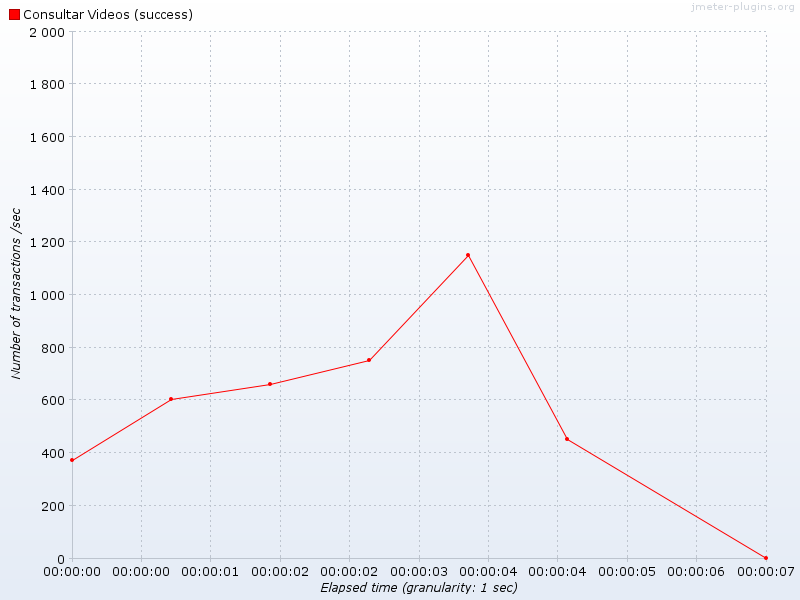 jmeter-plugins.org
Consultar Videos (success)
2 000
1 800
1 600
1 400
1 200
1 000
800
600
400
200
0
Number of transactions /sec
00:00:00 00:00:00 00:00:01 00:00:02 00:00:02 00:00:03 00:00:04 00:00:04 00:00:05 00:00:06 00:00:07
Elapsed time (granularity: 1 sec)